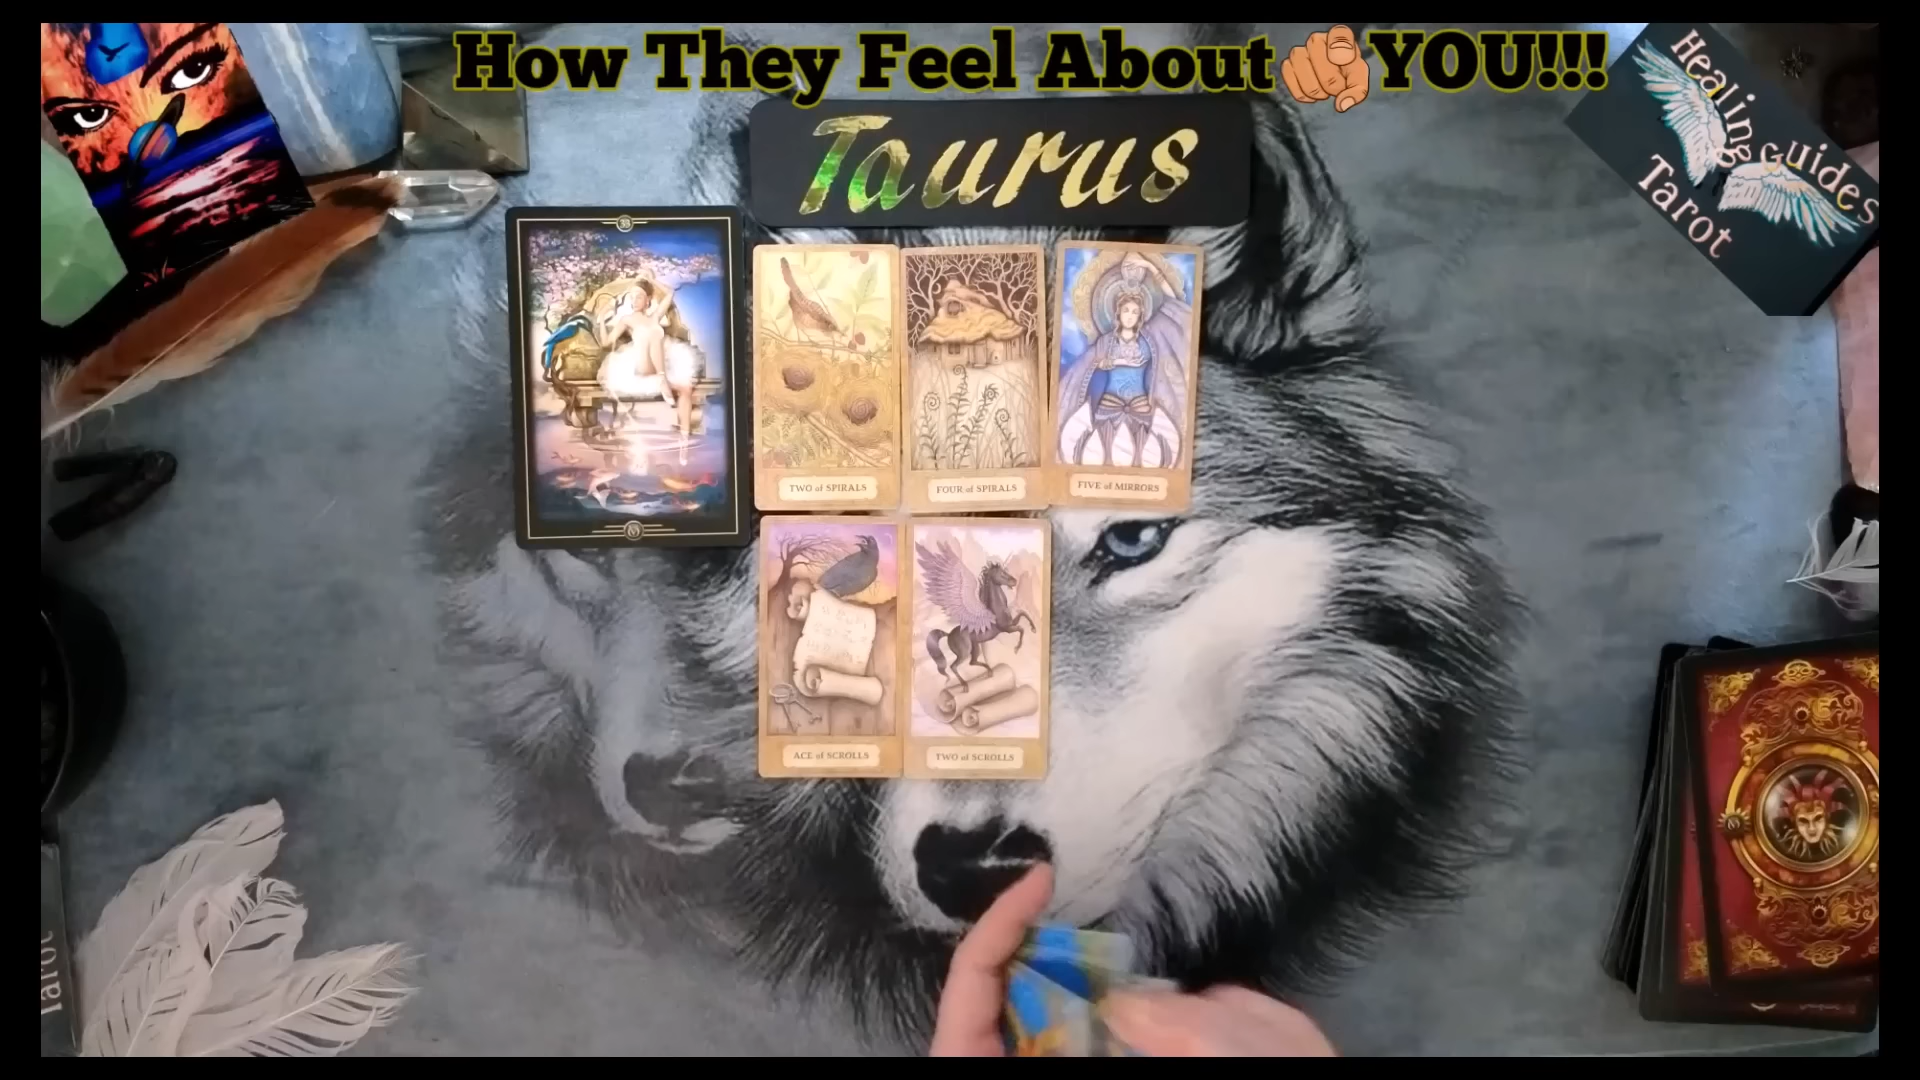 How They Feel About YOU!!!
Taurus
Healing
Guides
Tarot
33
TWO of SPIRALS
FOUR of SPIRALS
FIVE of MIRRORS
ACE of SCROLLS
TWO of SCROLLS
Tarot